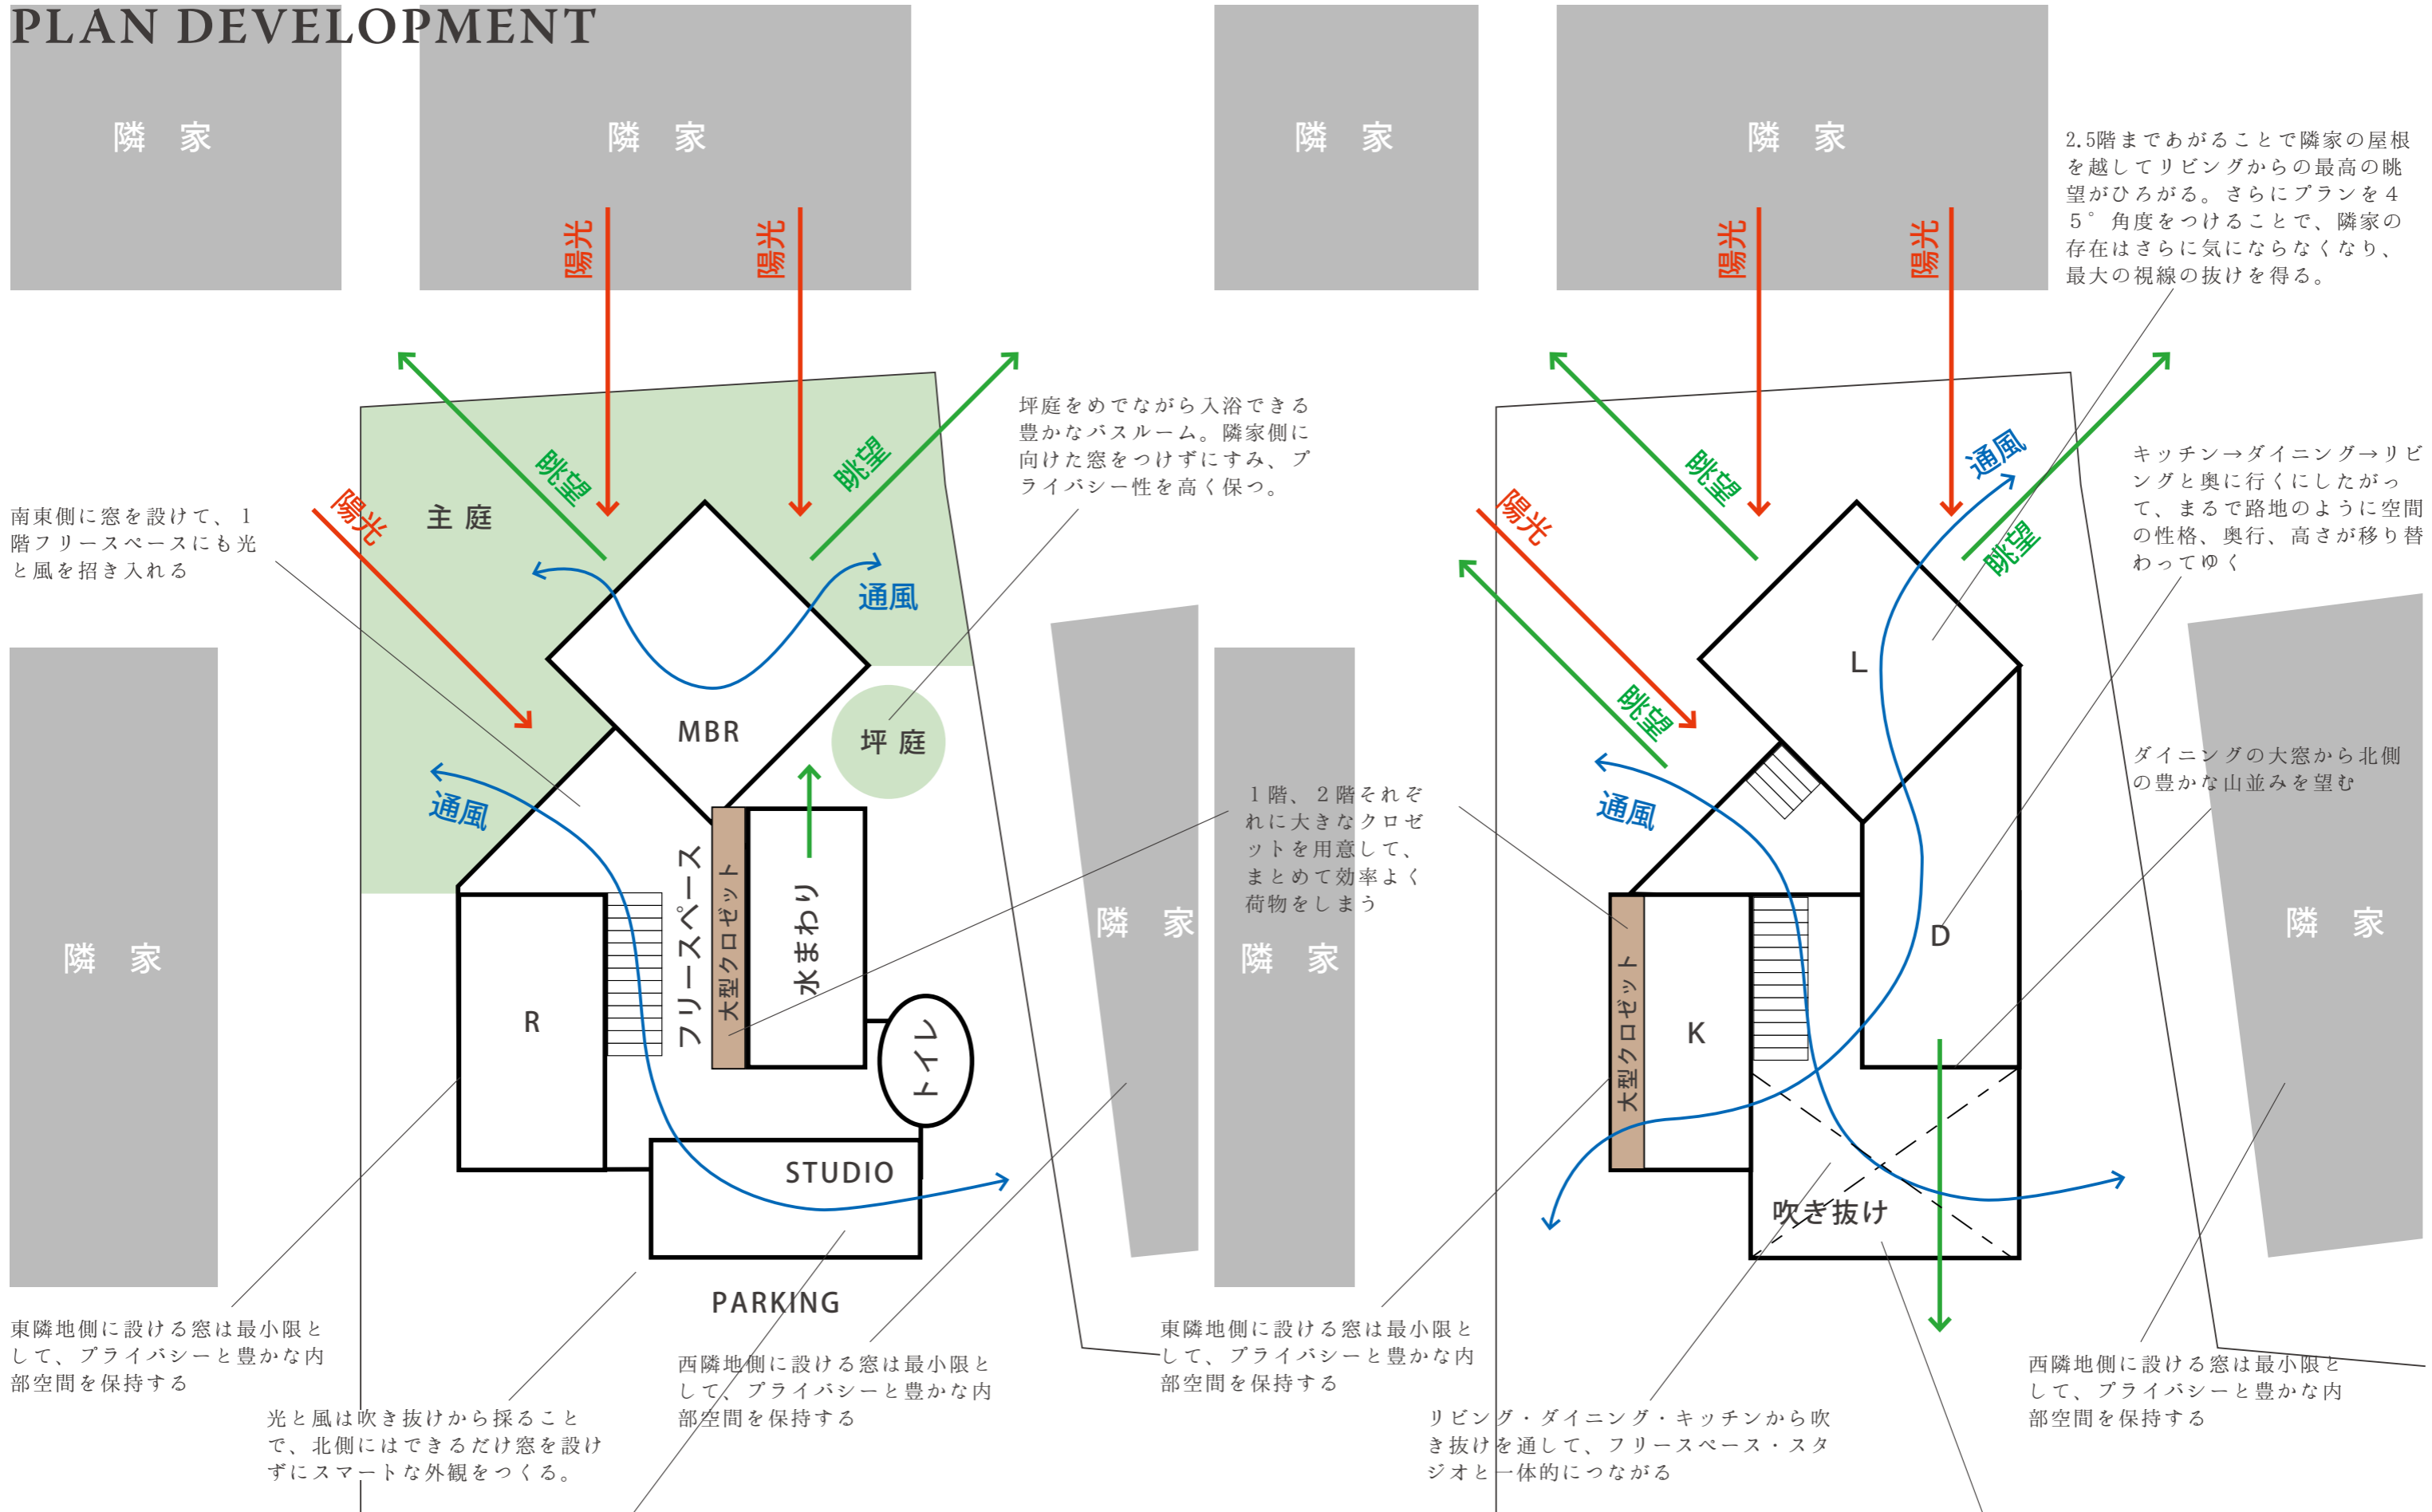 PLAN DEVELOPMENT
隣 家
隣 家
隣 家
隣 家
2.5階まであがることで隣家の屋根
を越してリビングからの最高の眺
望がひろがる。さらにプランを４
５°角度をつけることで、隣家の
存在はさらに気にならなくなり、
最大の視線の抜けを得る。
陽光
陽光
陽光
陽光
坪庭をめでながら入浴できる
豊かなバスルーム。隣家側に
向けた窓をつけずにすみ、プ
ライバシー性を高く保つ。
眺望
眺望
眺望
通風
眺望
キッチン→ダイニング→リビ
ングと奥に行くにしたがっ
て、まるで路地のように空間
の性格、奥行、高さが移り替
わってゆく
南東側に窓を設けて、１
階フリースペースにも光
と風を招き入れる
陽光
主 庭
陽光
通風
L
MBR
坪 庭
眺望
ダイニングの大窓から北側
の豊かな山並みを望む
通風
通風
１階、２階それぞ
れに大きなクロゼ
ットを用意して、
まとめて効率よく
荷物をしまう
隣 家
R
フリースペース
大型クロゼット
水まわり
トイレ
隣 家
隣 家
大型クロゼット
K
D
隣 家
STUDIO
吹き抜け
PARKING
東隣地側に設ける窓は最小限と
して、プライバシーと豊かな内
部空間を保持する
西隣地側に設ける窓は最小限と
して、プライバシーと豊かな内
部空間を保持する
東隣地側に設ける窓は最小限と
して、プライバシーと豊かな内
部空間を保持する
西隣地側に設ける窓は最小限と
して、プライバシーと豊かな内
部空間を保持する
光と風は吹き抜けから採ること
で、北側にはできるだけ窓を設け
ずにスマートな外観をつくる。
リビング・ダイニング・キッチンから吹
き抜けを通して、フリースペース・スタ
ジオと一体的につながる